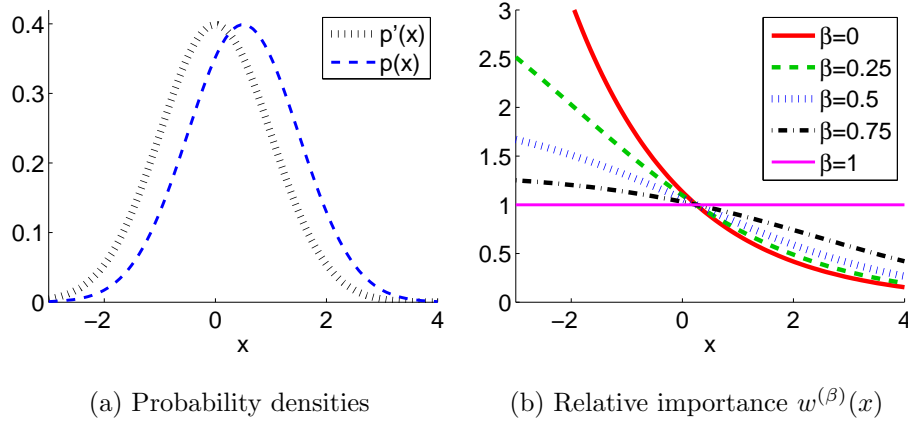 0.4
0.3
0.2
0.1
0
−2
0
2
4
x
p'(x)
p(x)
3
2.5
2
1.5
1
0.5
0
−2
0
2
4
x
β=0
β=0.25
β=0.5
β=0.75
β=1
(a) Probability densities
(b) Relative importance w^(β)(x)